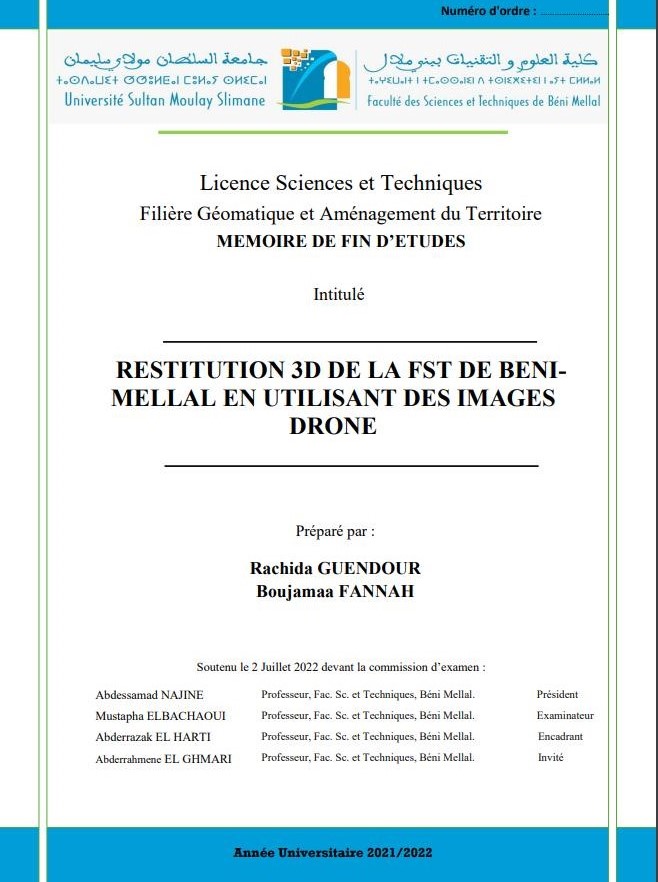 Numéro d'ordre : ........................
جامعة السلطان مولاي سليمان
ⵜⴰⵙⴷⴰⵡⵉⵜ ⵙⵙⵓⵍⵟⴰⵏ ⵎⵓⵍⴰⵢ ⵙⵍⵉⵎⴰⵏ
Université Sultan Moulay Slimane
كلية العلوم و التقنيات بني ملال
Faculté des Sciences et Techniques de Béni Mellal
Licence Sciences et Techniques
Filière Géomatique et Aménagement du Territoire
MEMOIRE DE FIN D’ETUDES
Intitulé
RESTITUTION 3D DE LA FST DE BENI-
MELLAL EN UTILISANT DES IMAGES
DRONE
Préparé par :
Rachida GUENDOUR
Boujamaa FANNAH
Soutenu le 2 Juillet 2022 devant la commission d’examen :
Abdessamad NAJINE Professeur, Fac. Sc. et Techniques, Béni Mellal. Président
Mustapha ELBACHAOUI Professeur, Fac. Sc. et Techniques, Béni Mellal. Examinateur
Abderrazak EL HARTI Professeur, Fac. Sc. et Techniques, Béni Mellal. Encadrant
Abderrahmene EL GHMARI Professeur, Fac. Sc. et Techniques, Béni Mellal. Invité
Année Universitaire 2021/2022